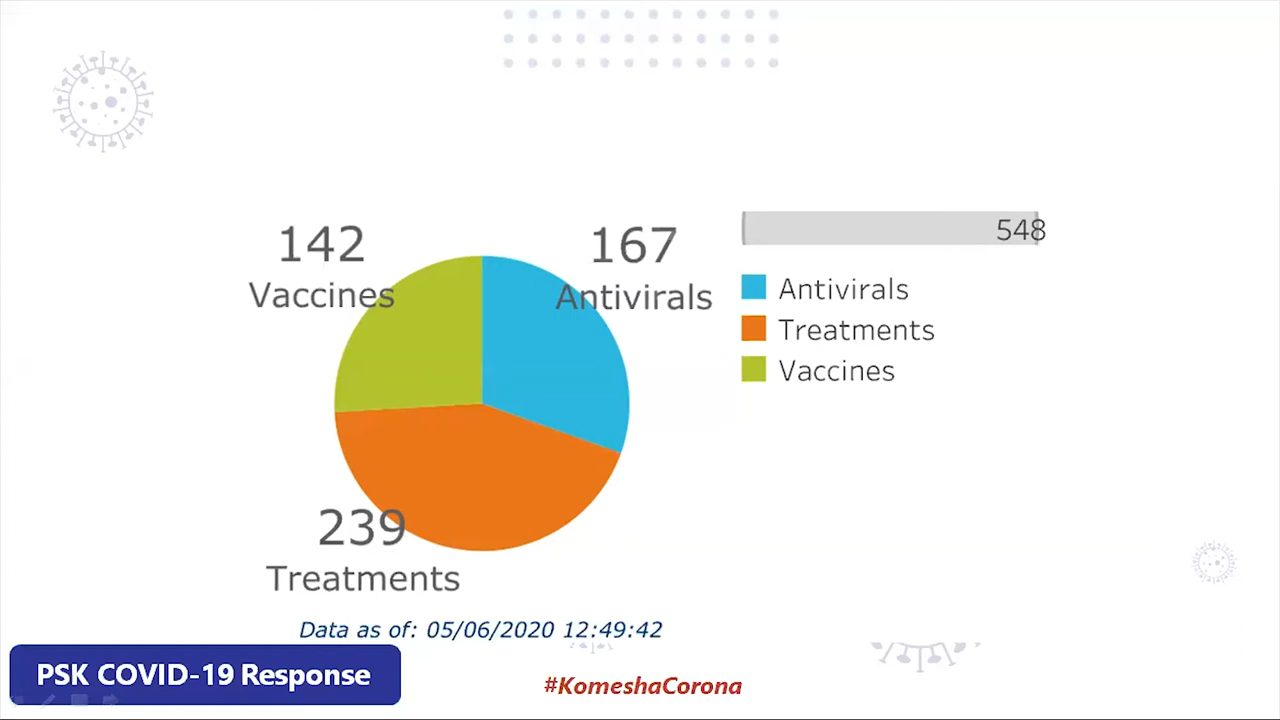 142
Vaccines
167
Antivirals
548
Antivirals
Treatments
Vaccines
239
Treatments
Data as of: 05/06/2020 12:49:42
PSK COVID-19 Response
#KomeshaCorona